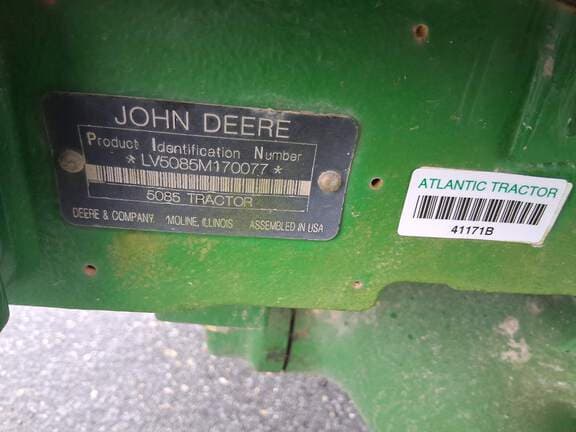 JOHN DEERE
Product Identification Number
*LV5085M170077*
5085 TRACTOR
DEERE & COMPANY MOLINE, ILLINOIS ASSEMBLED IN USA
ATLANTIC TRACTOR
41171B